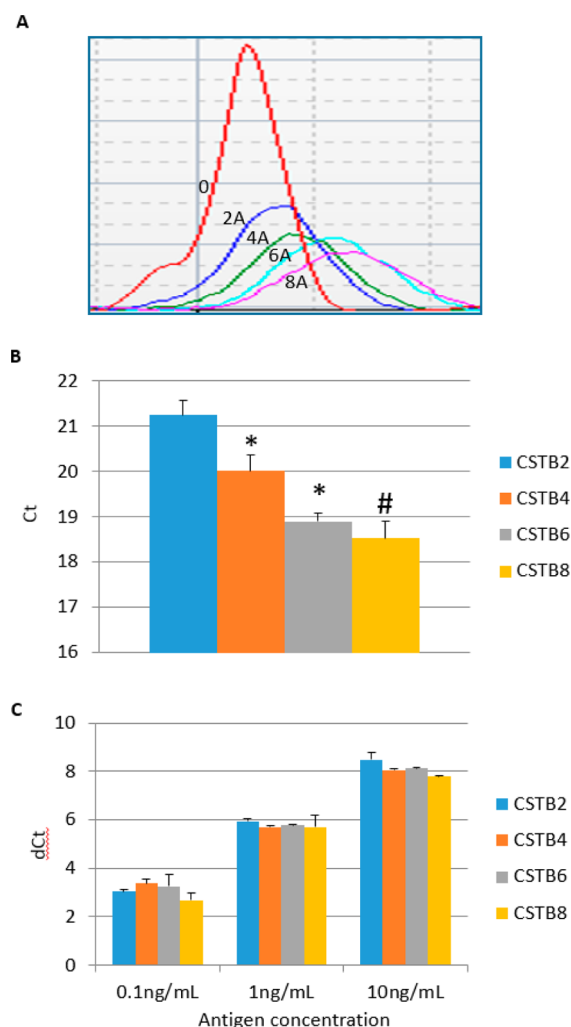 A
0
2A
4A
6A
8A
B
22
21
20
19
18
17
16
Ct
*
*
#
CSTB2
CSTB4
CSTB6
CSTB8
C
10
8
6
4
2
0
dCt
0.1ng/mL 1ng/mL 10ng/mL
Antigen concentration
CSTB2
CSTB4
CSTB6
CSTB8